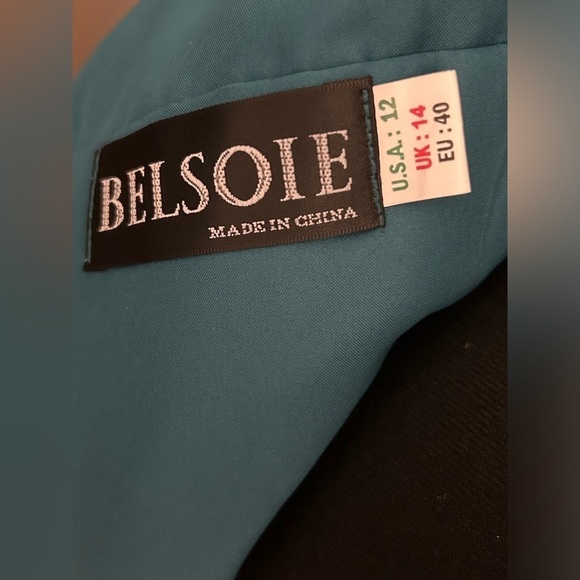 BELSOIE
MADE IN CHINA
U.S.A.: 12
UK: 14
EU: 40